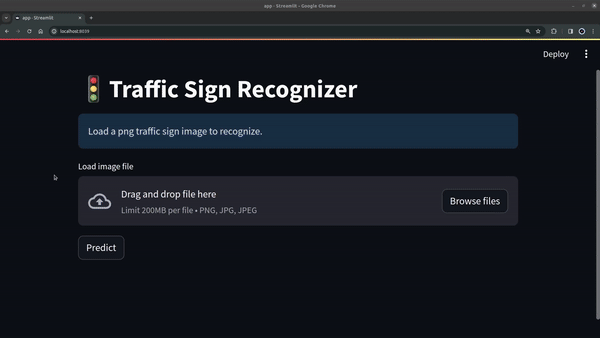 app · Streamlit - Google Chrome
app · Streamlit
localhost:8039
Deploy
Traffic Sign Recognizer
Load a png traffic sign image to recognize.
Load image file
Drag and drop file here
Limit 200MB per file • PNG, JPG, JPEG
Browse files
Predict